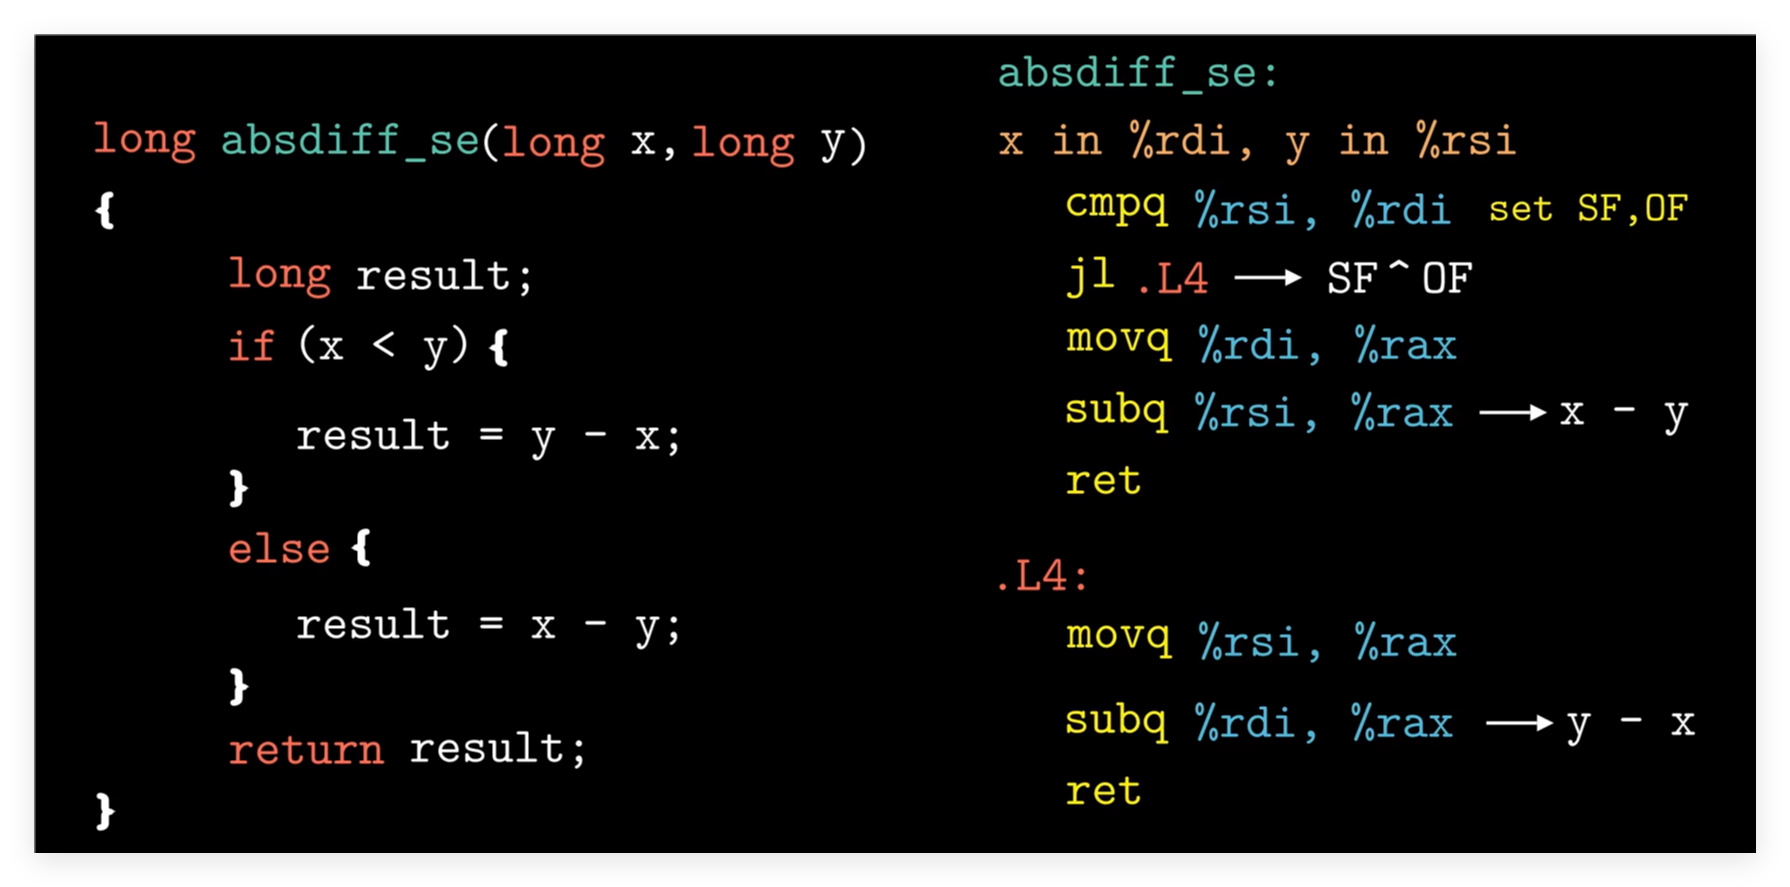 long absdiff_se(long x, long y)
{
long result;
if (x < y) {
result = y - x;
}
else {
result = x - y;
}
return result;
}
absdiff_se:
x in %rdi, y in %rsi
cmpq %rsi, %rdi set SF,OF
jl .L4 ⟶ SF^OF
movq %rdi, %rax
subq %rsi, %rax ⟶ x - y
ret
.L4:
movq %rsi, %rax
subq %rdi, %rax ⟶ y - x
ret